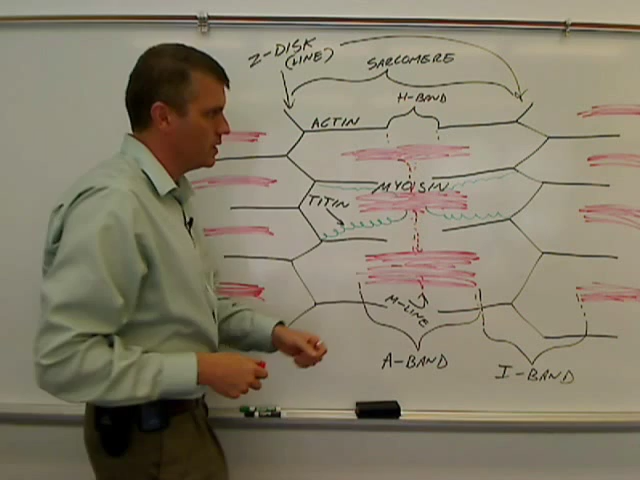 Z-DISK
(LINE)
SARCOMERE
H-BAND
ACTIN
MYOSIN
TITIN
M-LINE
A-BAND
I-BAND